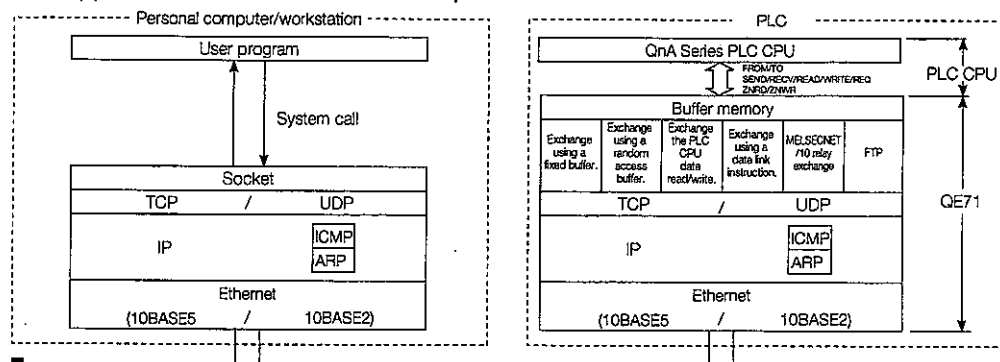 Personal computer/workstation
User program
System call
Socket
TCP / UDP
IP
ICMP
ARP
Ethernet
(10BASE5 / 10BASE2)
PLC
QnA Series PLC CPU
FROM/TO
SEND/RECV/READ/WRITE/REQ
ZNRD/ZNWR
PLC CPU
Buffer memory
Exchange
using a
fixed buffer.
Exchange
using a
random
access
buffer.
Exchange
the PLC
CPU
data
read/write.
Exchange
using a
data link
instruction.
MELSECNET
/10 relay
exchange
FTP
QE71
TCP / UDP
IP
ICMP
ARP
Ethernet
(10BASE5 / 10BASE2)